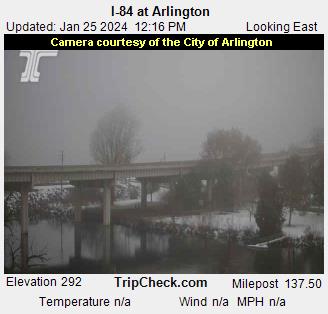 I-84 at Arlington
Updated: Jan 25 2024 12:16 PM Looking East
Camera courtesy of the City of Arlington
Elevation 292 TripCheck.com Milepost 137.50
Temperature n/a Wind n/a MPH n/a